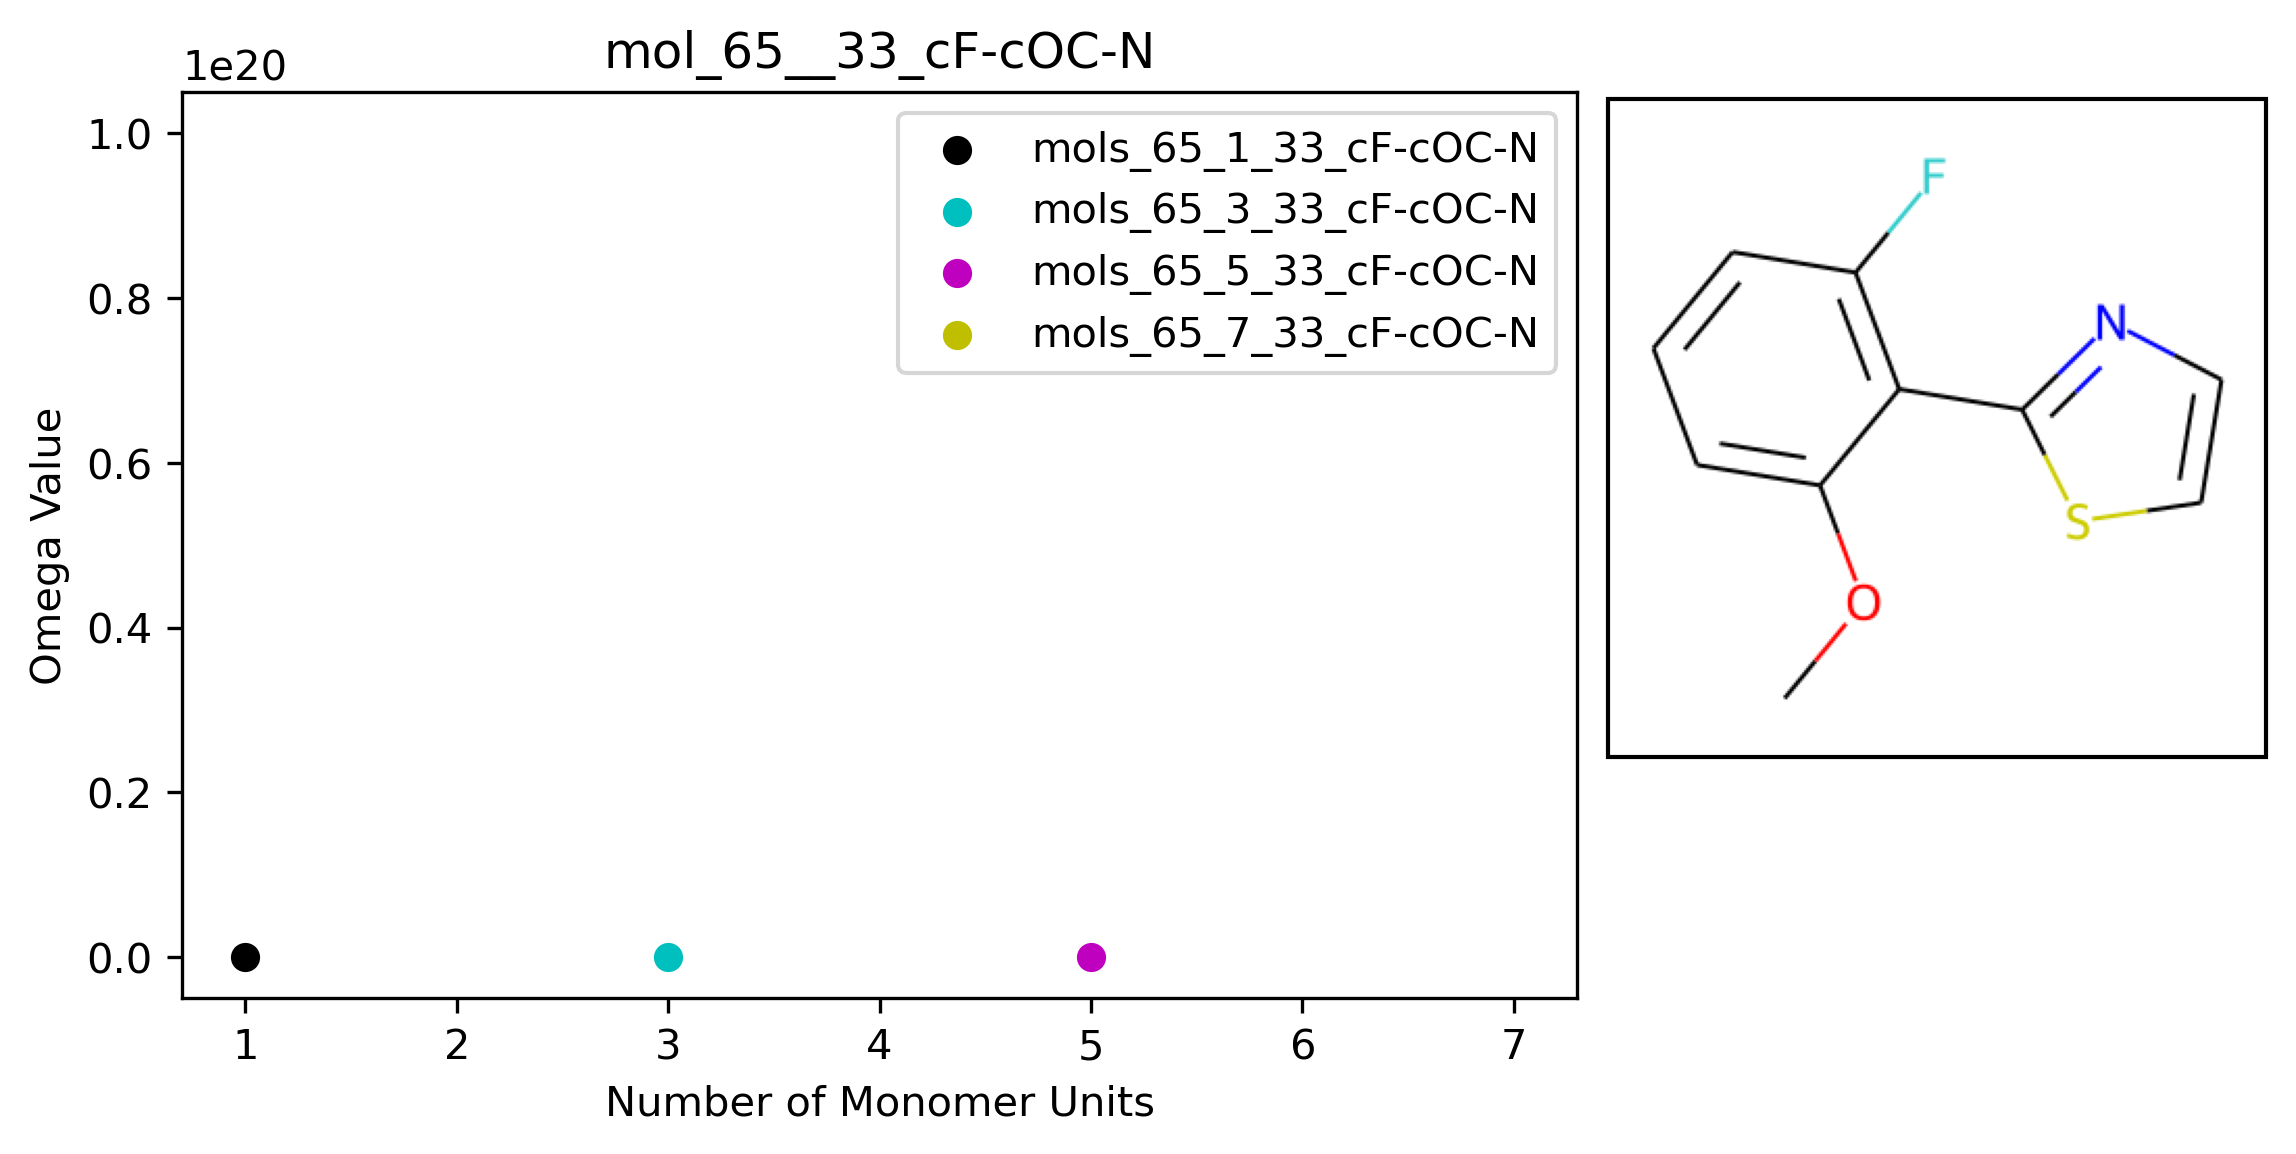 mol_65__33_cF-cOC-N
1e20
1.0
0.8
0.6
0.4
0.2
0.0
Omega Value
mols_65_1_33_cF-cOC-N
mols_65_3_33_cF-cOC-N
mols_65_5_33_cF-cOC-N
mols_65_7_33_cF-cOC-N
1 2 3 4 5 6 7
Number of Monomer Units
F
N
S
O